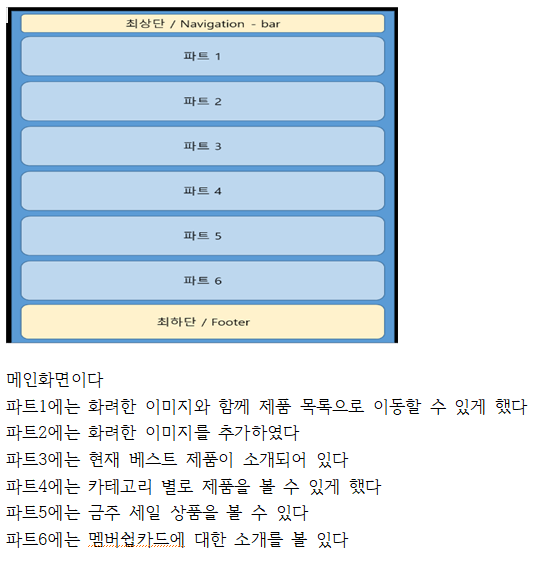 최상단 / Navigation - bar
파트 1
파트 2
파트 3
파트 4
파트 5
파트 6
최하단 / Footer
메인화면이다
파트1에는 화려한 이미지와 함께 제품 목록으로 이동할 수 있게 했다
파트2에는 화려한 이미지를 추가하였다
파트3에는 현재 베스트 제품이 소개되어 있다
파트4에는 카테고리 별로 제품을 볼 수 있게 했다
파트5에는 금주 세일 상품을 볼 수 있다
파트6에는 멤버쉽카드에 대한 소개를 볼 있다